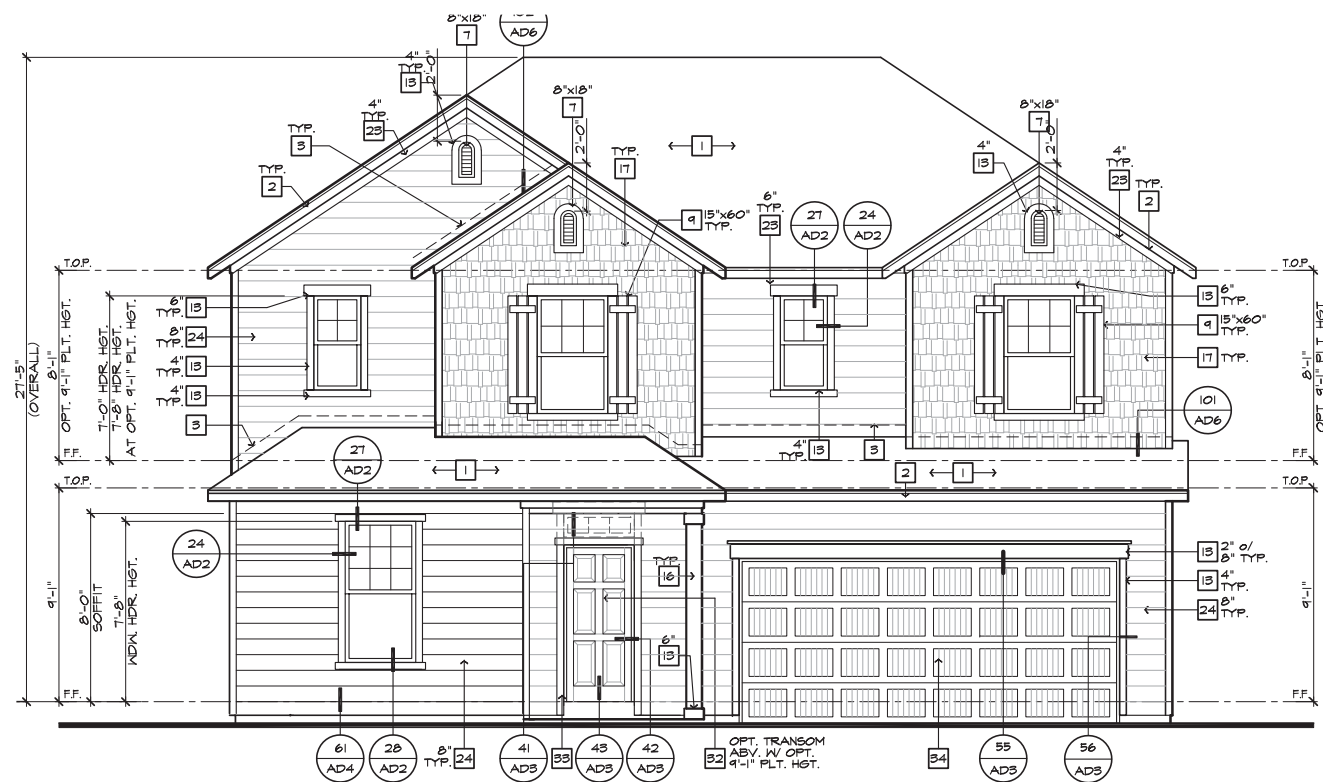 8"x18"
7
AD6
4"
TYP.
13
2'-0"
4"
TYP.
23
TYP.
3
TYP.
2
8"x18"
7
2'-0"
TYP.
17
1
8"x18"
7
2'-0"
4"
13
4"
TYP.
23
TYP.
2
9
15"x60"
TYP.
6"
TYP.
23
27
AD2
24
AD2
T.O.P.
T.O.P.
6"
TYP.
13
8"
TYP.
24
4"
TYP.
13
4"
TYP.
13
3
13
6"
TYP.
9
15"x60"
TYP.
17 TYP.
101
AD6
27'-5"
(OVERALL)
8'-1"
OPT. 9'-1" PLT. HGT.
7'-0" HDR. HGT.
7'-8" HDR. HGT.
AT OPT. 9'-1" PLT. HGT.
8'-1"
OPT. 9'-1" PLT. HGT
4"
TYP.
13
3
F.F.
F.F.
27
AD2
1
2
1
T.O.P.
T.O.P.
24
AD2
9'-1"
8'-0"
SOFFIT
7'-8"
WDW. HDR. HGT.
TYP.
16
6"
13
13
2" O/
8" TYP.
13
4"
TYP.
24
8"
TYP.
9'-1"
F.F.
F.F.
61
AD4
28
AD2
8"
TYP.
24
41
AD3
33
43
AD3
42
AD3
32
OPT. TRANSOM
ABV. W/ OPT.
9'-1" PLT. HGT.
34
55
AD3
56
AD3